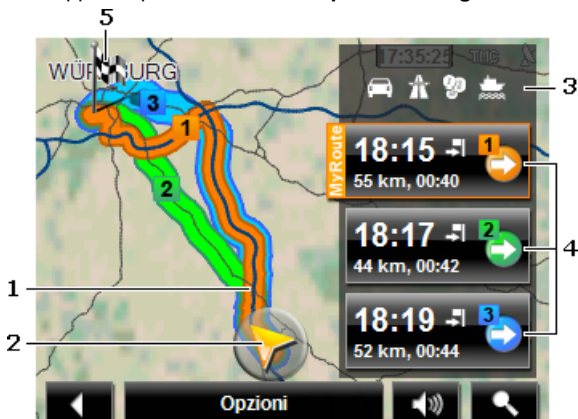 5
WÜRZBURG
17:35:25 TMC
3
MyRoute
18:15 1
55 km, 00:40
18:17 2
44 km, 00:42
4
18:19 3
52 km, 00:44
3
1
2
1
2
Opzioni